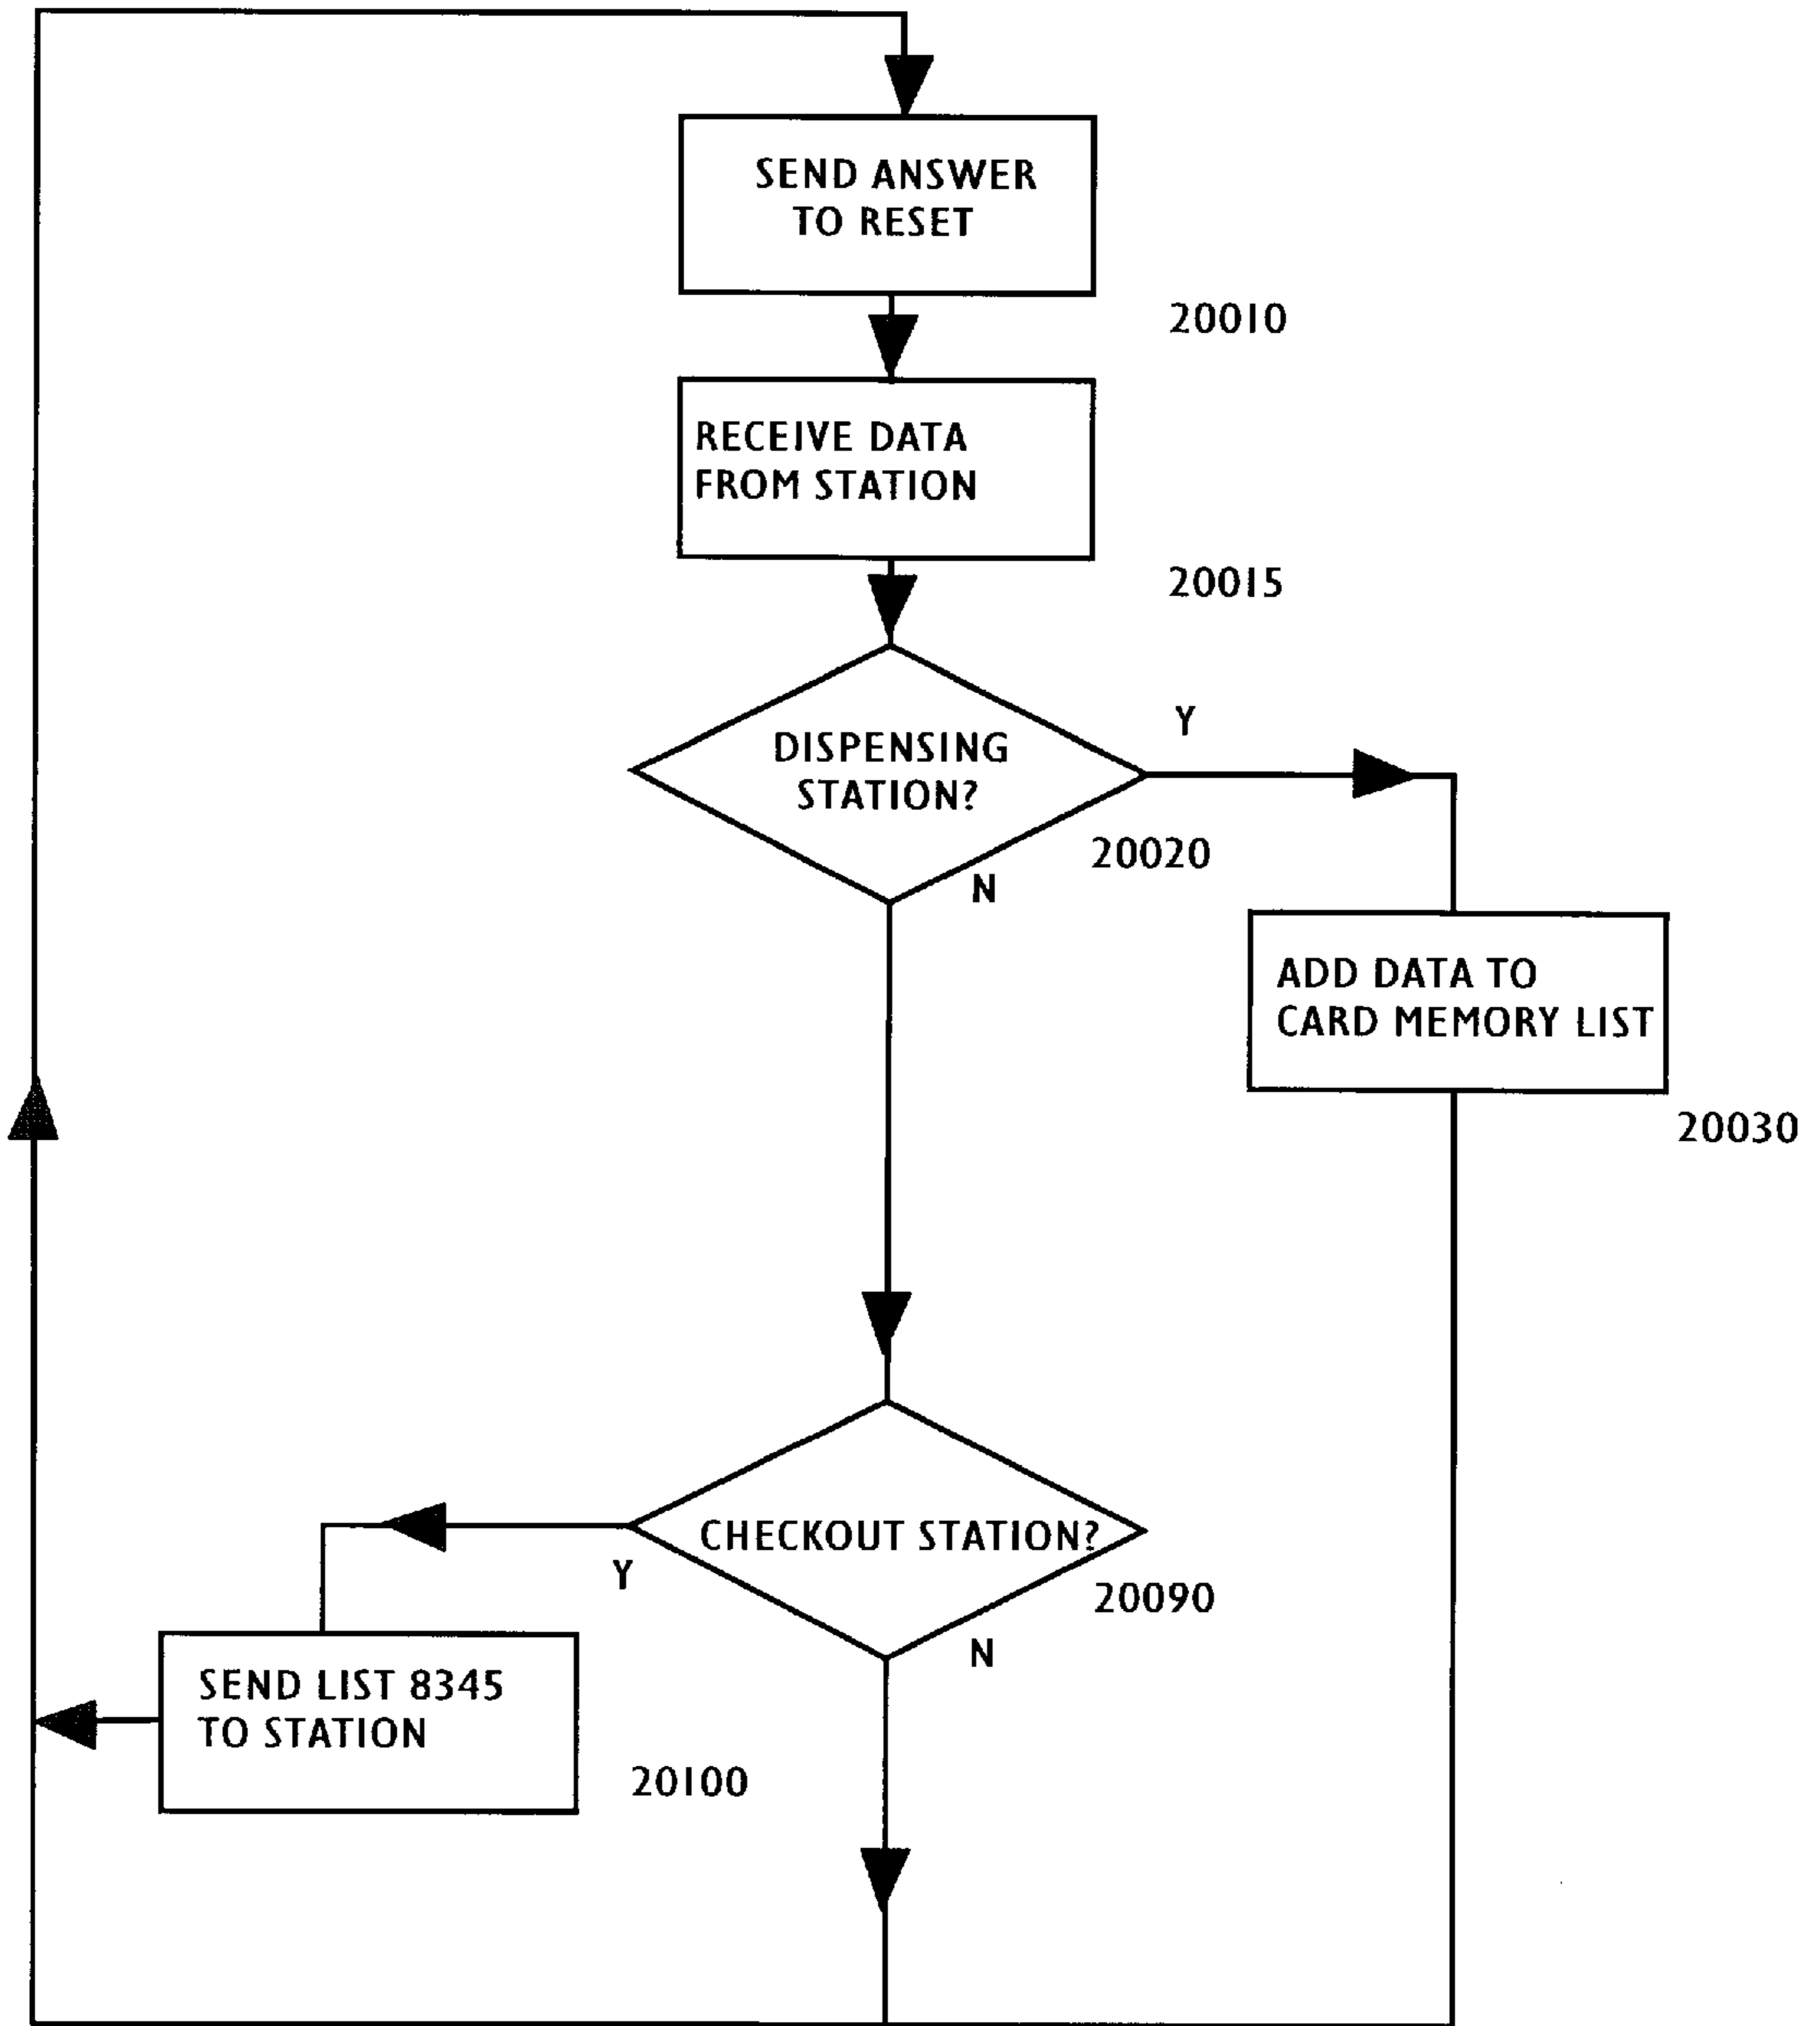 SEND ANSWER
TO RESET
20010
RECEIVE DATA
FROM STATION
20015
DISPENSING
STATION?
Y
20020
N
ADD DATA TO
CARD MEMORY LIST
20030
CHECKOUT STATION?
Y
20090
N
SEND LIST 8345
TO STATION
20100